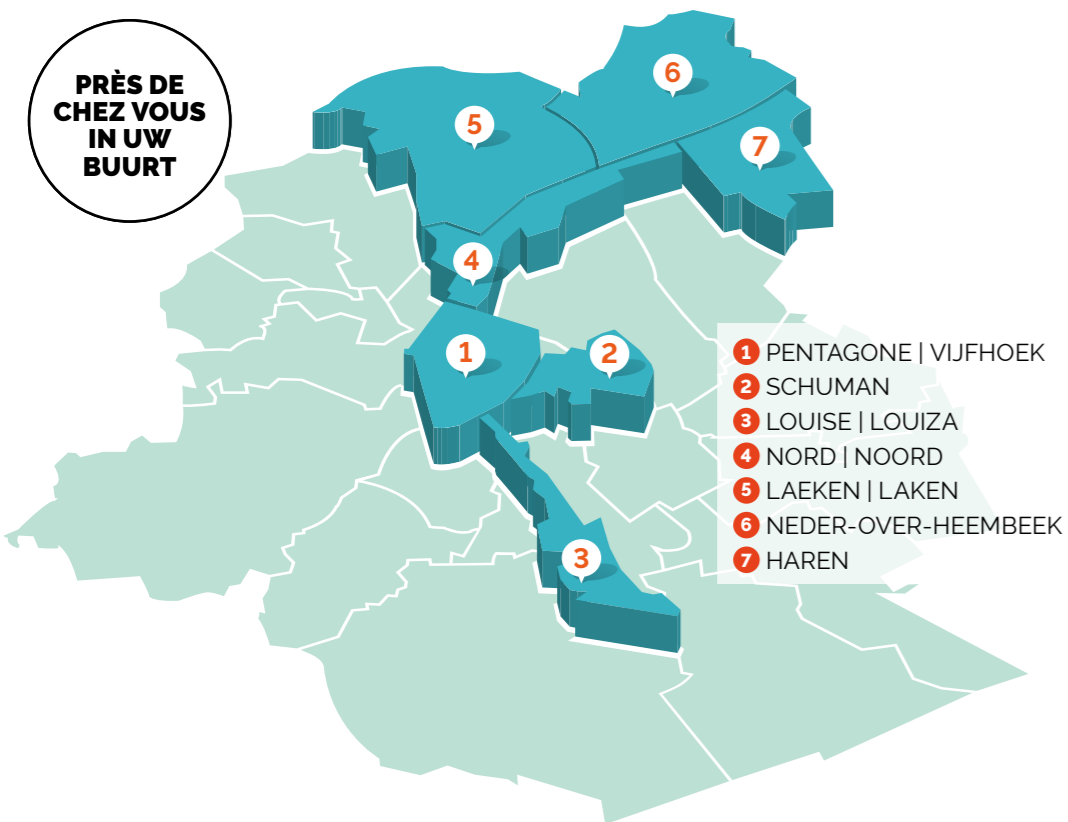 PRÈS DE
CHEZ VOUS
IN UW
BUURT
6
5
7
4
1
2
3
1 PENTAGONE | VIJFHOEK
2 SCHUMAN
3 LOUISE | LOUIZA
4 NORD | NOORD
5 LAEKEN | LAKEN
6 NEDER-OVER-HEEMBEEK
7 HAREN